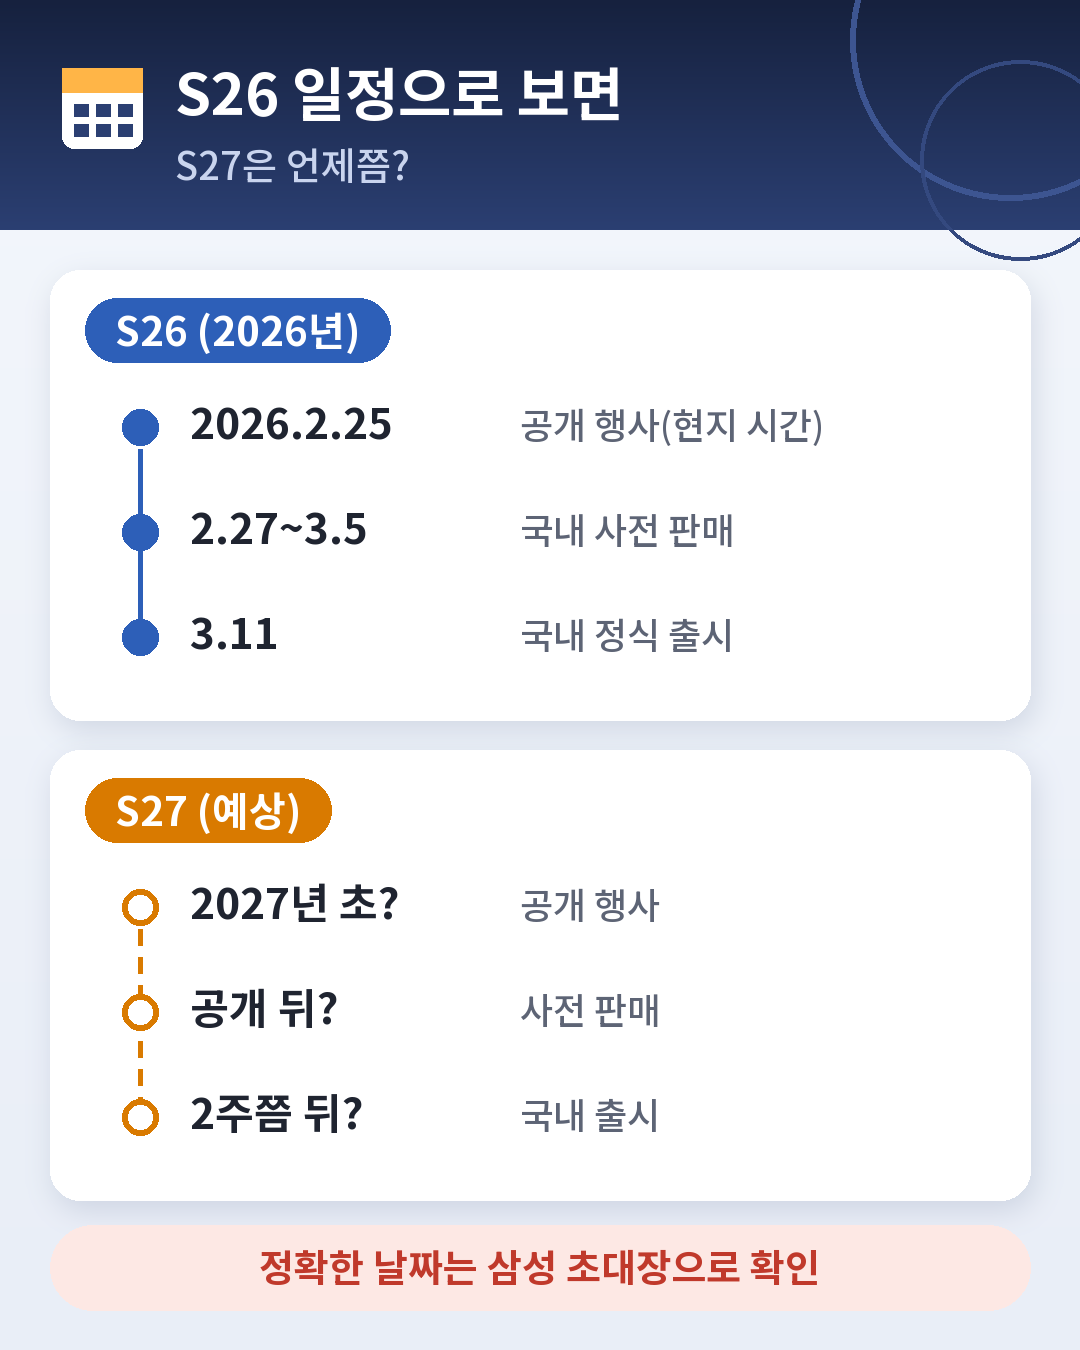 S26 일정으로 보면
S27은 언제쯤?
S26 (2026년)
2026.2.25 공개 행사(현지 시간)
2.27~3.5 국내 사전 판매
3.11 국내 정식 출시
S27 (예상)
2027년 초? 공개 행사
공개 뒤? 사전 판매
2주쯤 뒤? 국내 출시
정확한 날짜는 삼성 초대장으로 확인